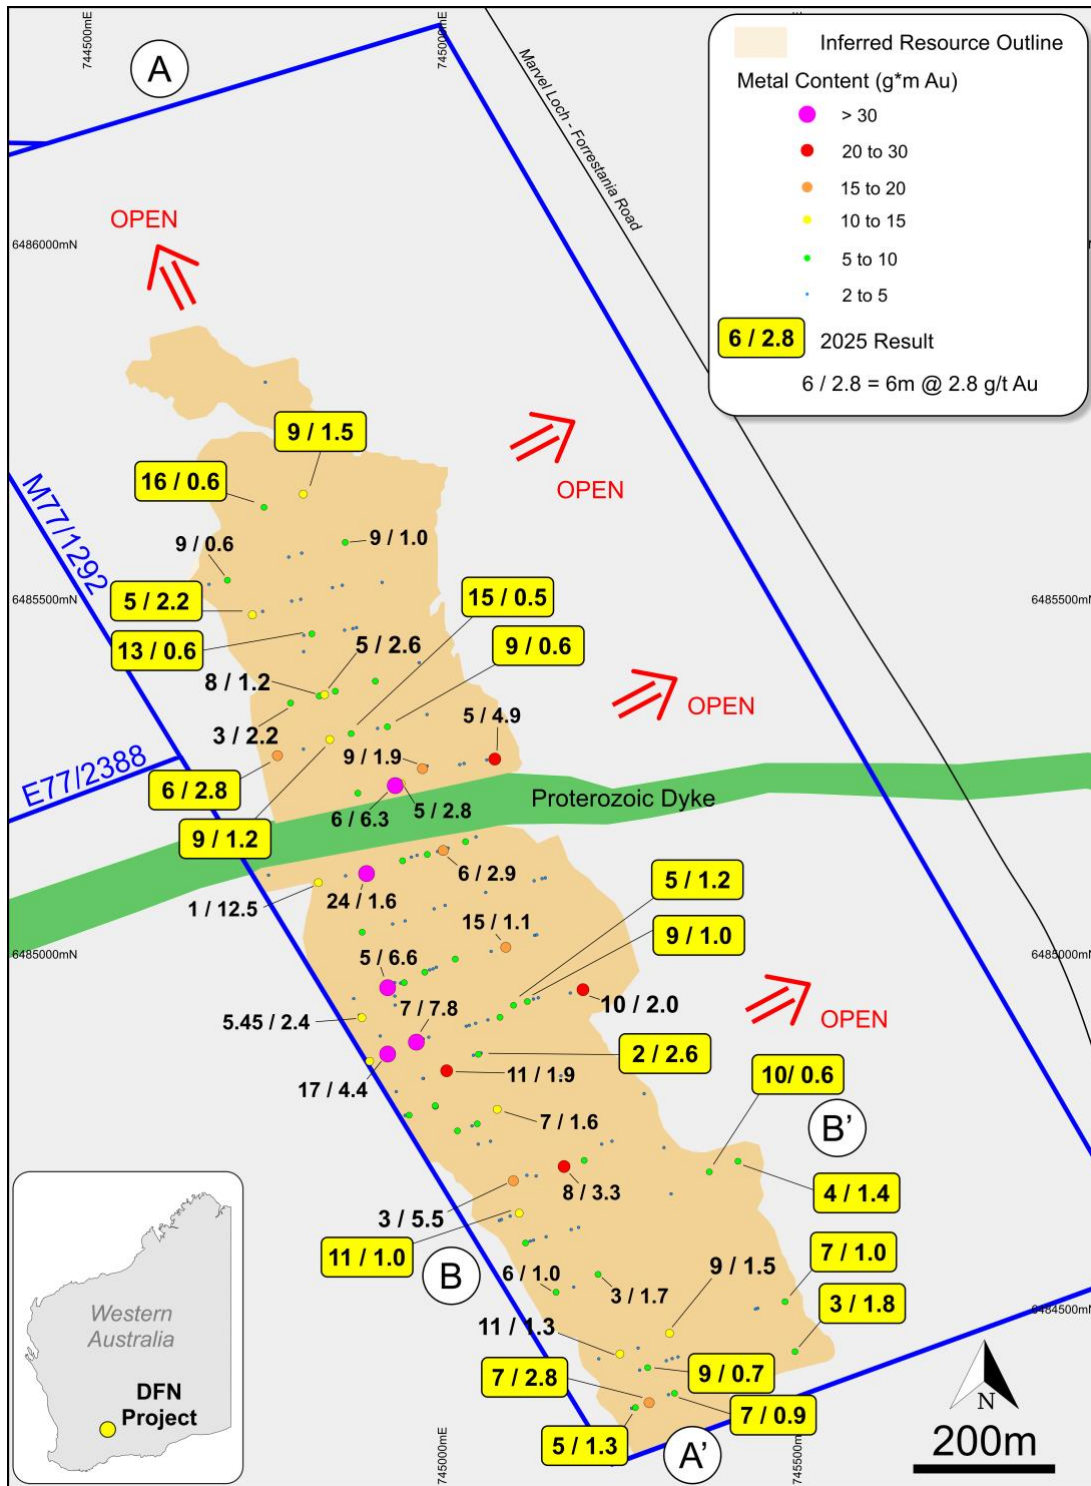 744500mE
745000mE
A
Marvel Loch - Forrestania Road
Inferred Resource Outline
Metal Content (g*m Au)
> 30
20 to 30
15 to 20
10 to 15
5 to 10
2 to 5
6 / 2.8
2025 Result
6 / 2.8 = 6m @ 2.8 g/t Au
OPEN
6486000mN
OPEN
9 / 1.5
16 / 0.6
M77/1292
9 / 0.6
9 / 1.0
5 / 2.2
15 / 0.5
6485500mN
6485500mN
13 / 0.6
5 / 2.6
9 / 0.6
8 / 1.2
OPEN
3 / 2.2
5 / 4.9
E77/2388
9 / 1.9
6 / 2.8
Proterozoic Dyke
6 / 6.3
5 / 2.8
9 / 1.2
6 / 2.9
5 / 1.2
24 / 1.6
1 / 12.5
15 / 1.1
9 / 1.0
6485000mN
6485000mN
5 / 6.6
7 / 7.8
10 / 2.0
OPEN
5.45 / 2.4
2 / 2.6
17 / 4.4
11 / 1.9
10/ 0.6
7 / 1.6
B'
4 / 1.4
8 / 3.3
3 / 5.5
11 / 1.0
B
7 / 1.0
9 / 1.5
6 / 1.0
3 / 1.7
3 / 1.8
6484500mN
11 / 1.3
7 / 2.8
9 / 0.7
7 / 0.9
5 / 1.3
A'
745000mE
745500mE
Western
Australia
DFN
Project
N
200m